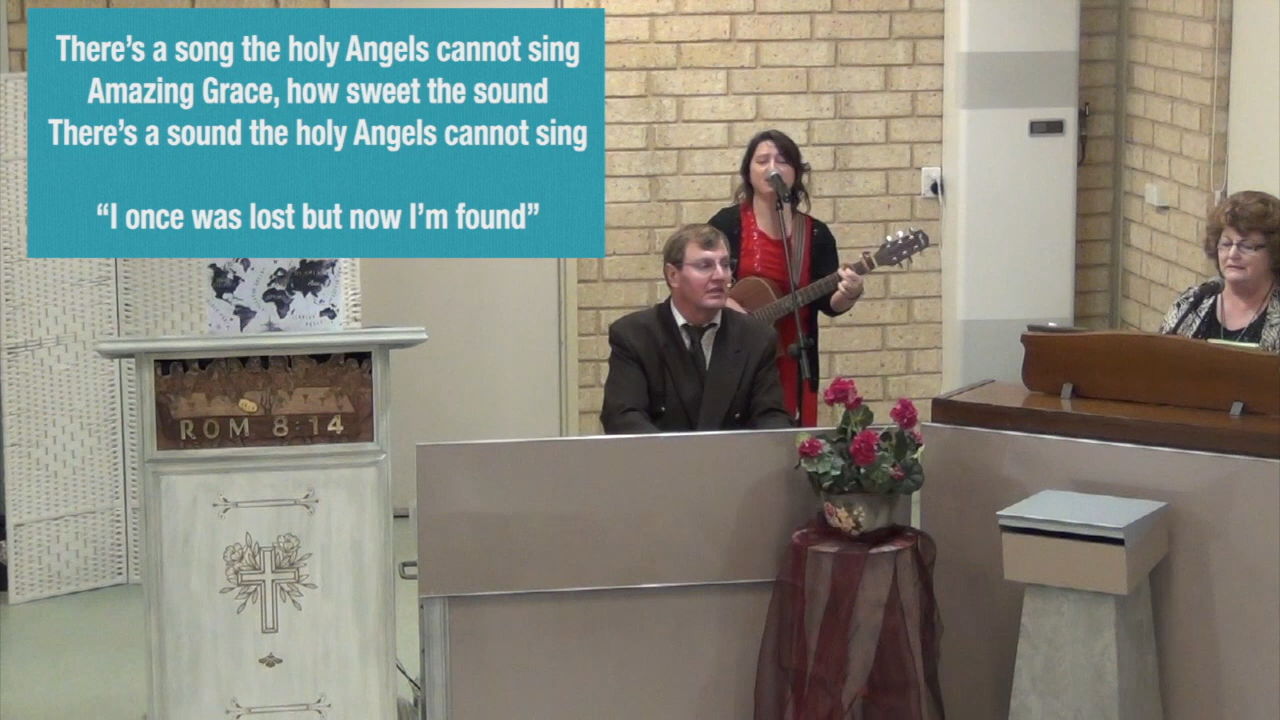 There’s a song the holy Angels cannot sing
Amazing Grace, how sweet the sound
There’s a sound the holy Angels cannot sing
“I once was lost but now I’m found”
ROM 8:14